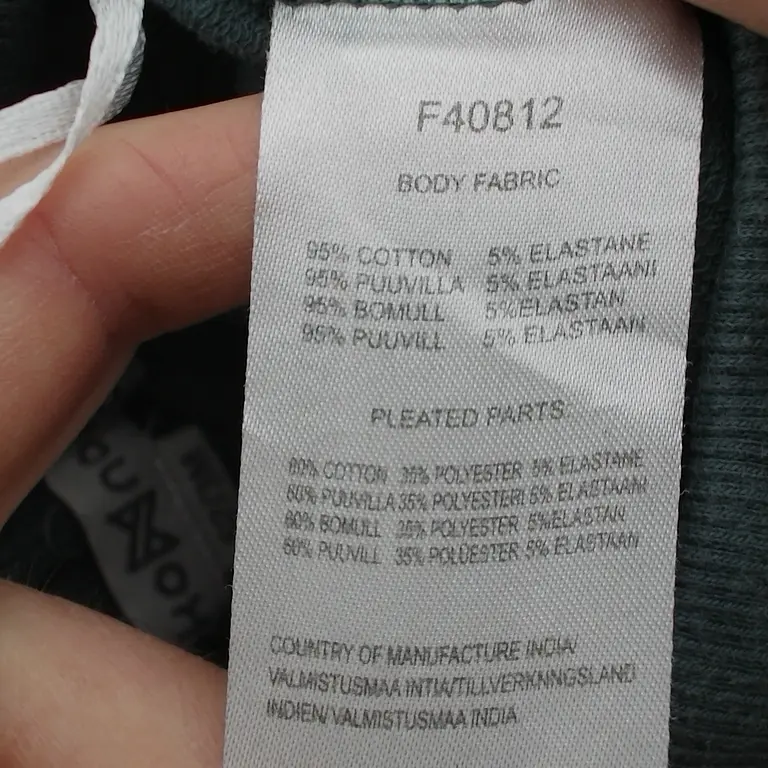 F40812
BODY FABRIC
95% COTTON 5% ELASTANE
95% PUUVILLA 5% ELASTAANI
95% BOMULL 5%ELASTAN
95% PUUVILL 5% ELASTAAN
PLEATED PARTS:
60% COTTON 35% POLYESTER 5% ELASTANE
60% PUUVILLA 35% POLYESTERI 5% ELASTAANI
60% BOMULL 35% POLYESTER 5%ELASTAN
60% PUUVILL 35% POLÜESTER 5% ELASTAAN
COUNTRY OF MANUFACTURE INDIA/
VALMISTUSMAA INTIA/TILLVERKNNGSLAND
INDIEN/VALMISTUSMAA INDIA